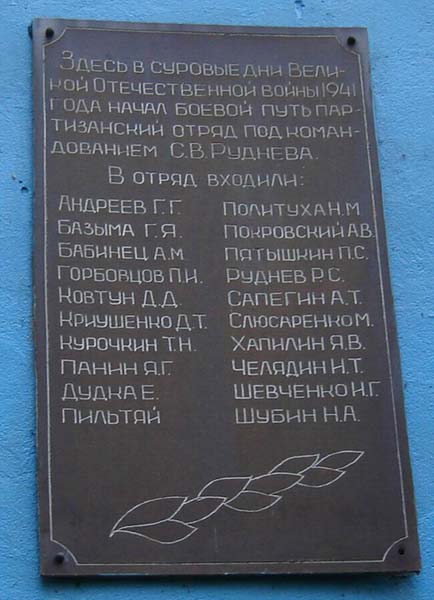 Здесь в суровые дни Вели-
кой Отечественной войны 1941
года начал боевой путь пар-
тизанский отряд под коман-
дованием С.В. Руднева.
В отряд входили:
Андреев Г.Г.
Базыма Г.Я.
Бабинец А.М
Горбовцов П.И.
Ковтун Д.Д.
Криушенко Д.Т.
Курочкин Т.Н.
Панин Я.Г.
Дудка Е.
Пильтяй
Политуха Н.М
Покровский А.В.
Пятышкин П.С.
Руднев Р.С.
Сапегин А.Т.
Слюсаренко М.
Хапилин Я.В.
Челядин И.Т.
Шевченко И.Г.
Шубин Н.А.